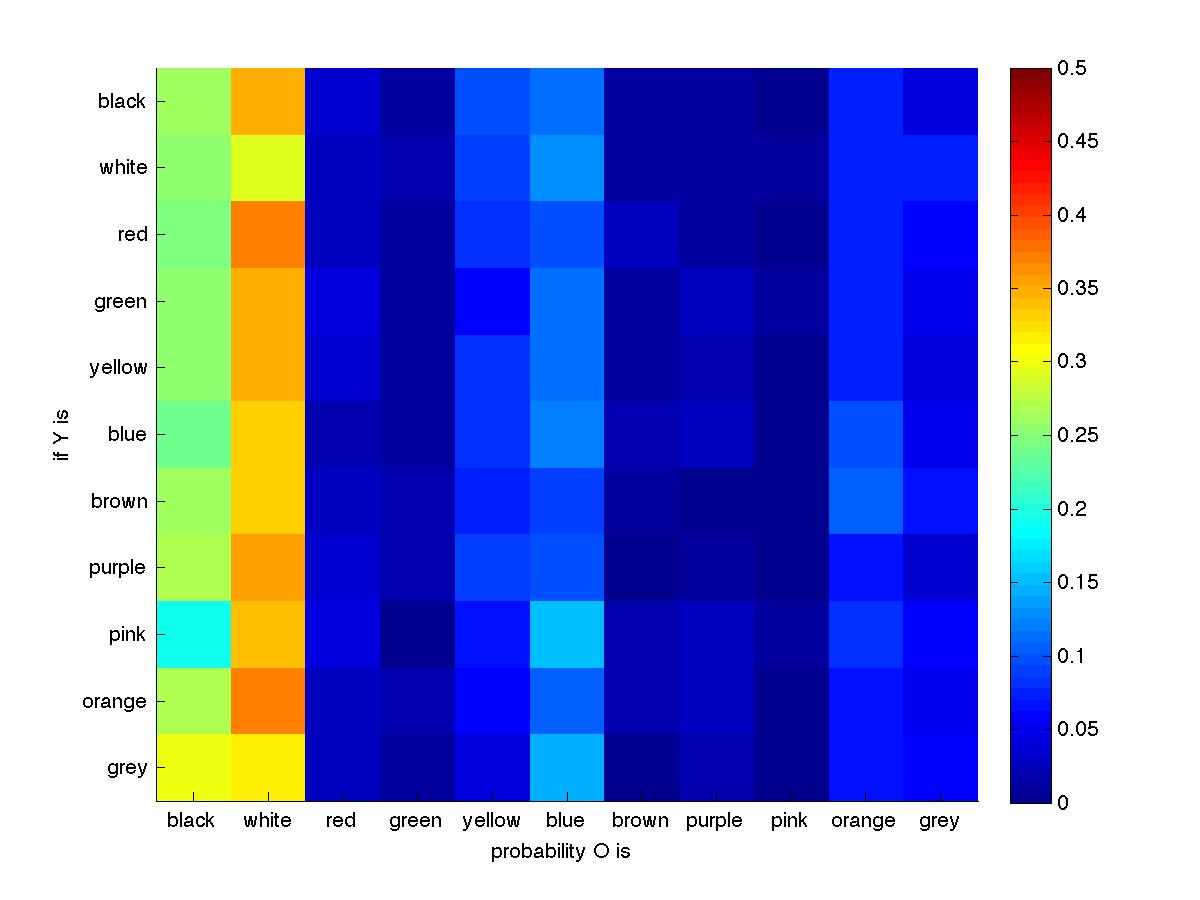 black
white
red
green
yellow
blue
brown
purple
pink
orange
grey
if Y is
black white red green yellow blue brown purple pink orange grey
probability O is
0.5
0.45
0.4
0.35
0.3
0.25
0.2
0.15
0.1
0.05
0